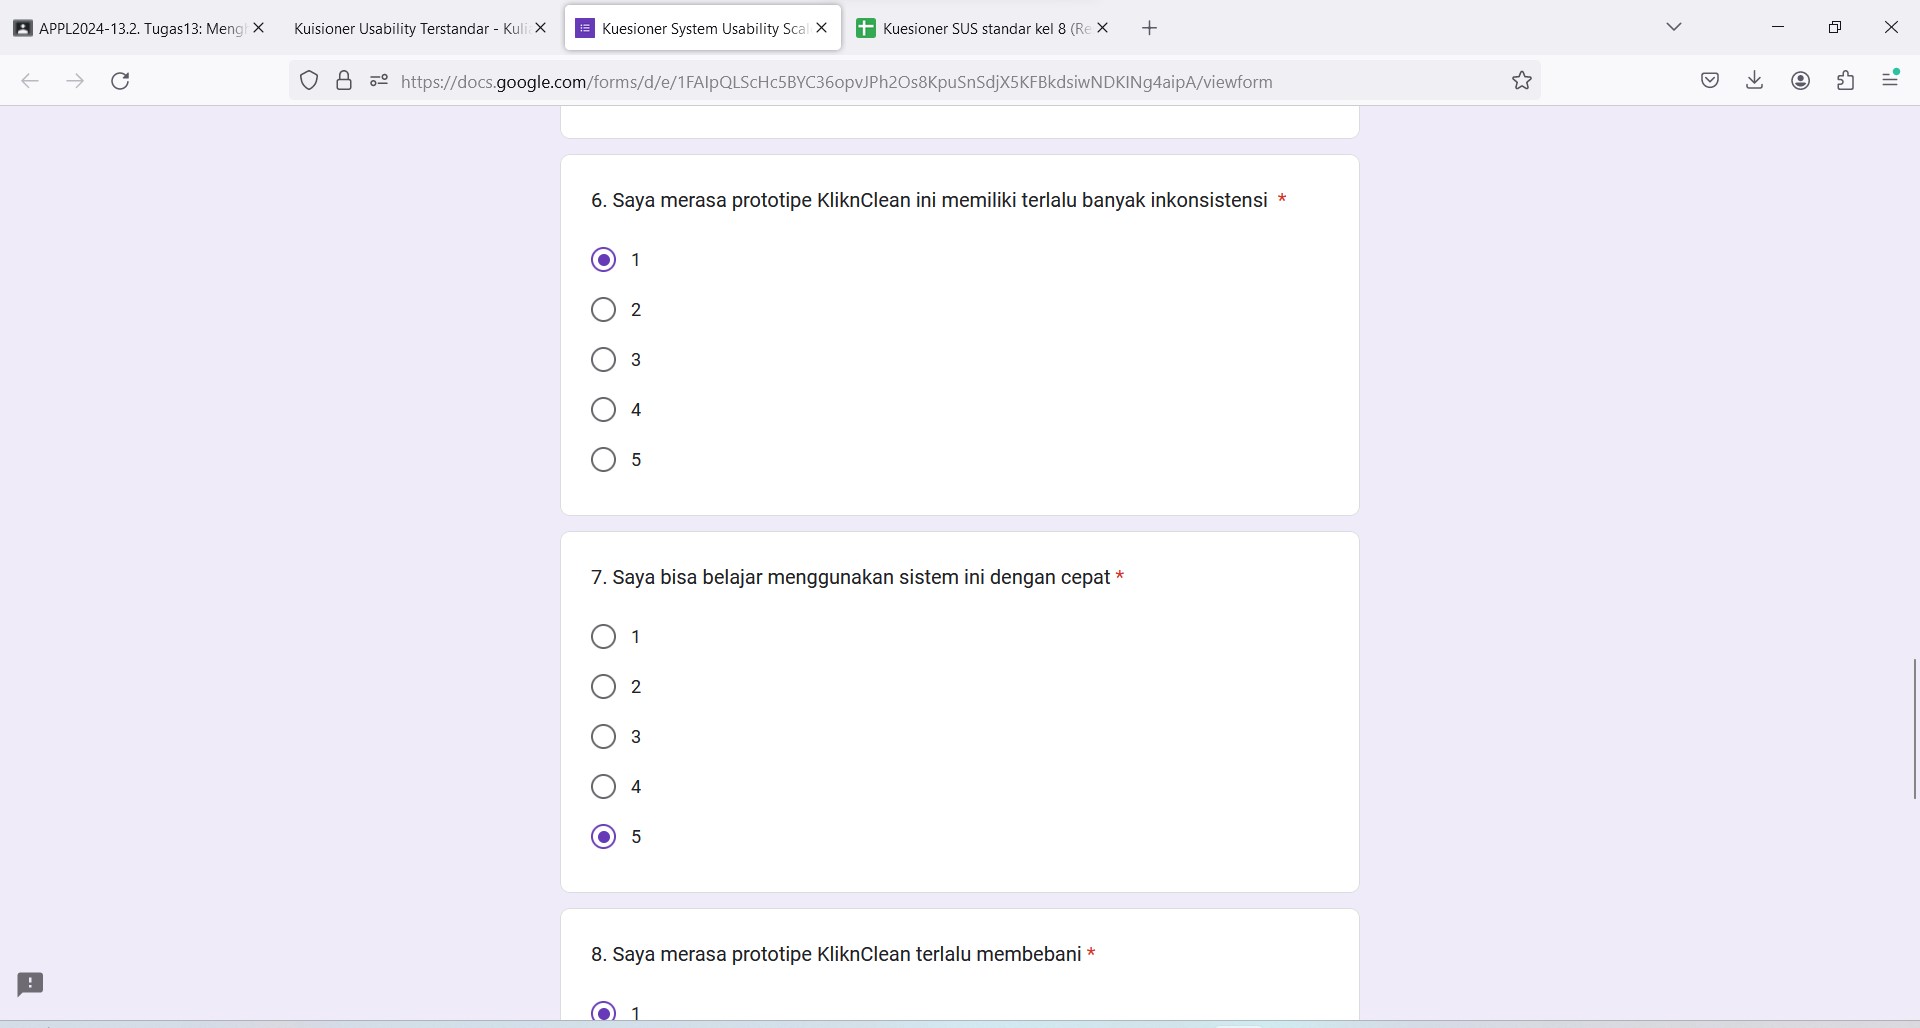 APPL2024-13.2. Tugas13: Meng
Kuisioner Usability Terstandar - Kuli
Kuesioner System Usability Scal
Kuesioner SUS standar kel 8 (Re
https://docs.google.com/forms/d/e/1FAIpQLScHc5BYC36opvJPh2Os8KpuSnSdjX5KFBkdsiwNDKINg4aipA/viewform
6. Saya merasa prototipe KliknClean ini memiliki terlalu banyak inkonsistensi *
1
2
3
4
5
7. Saya bisa belajar menggunakan sistem ini dengan cepat *
1
2
3
4
5
8. Saya merasa prototipe KliknClean terlalu membebani *
1